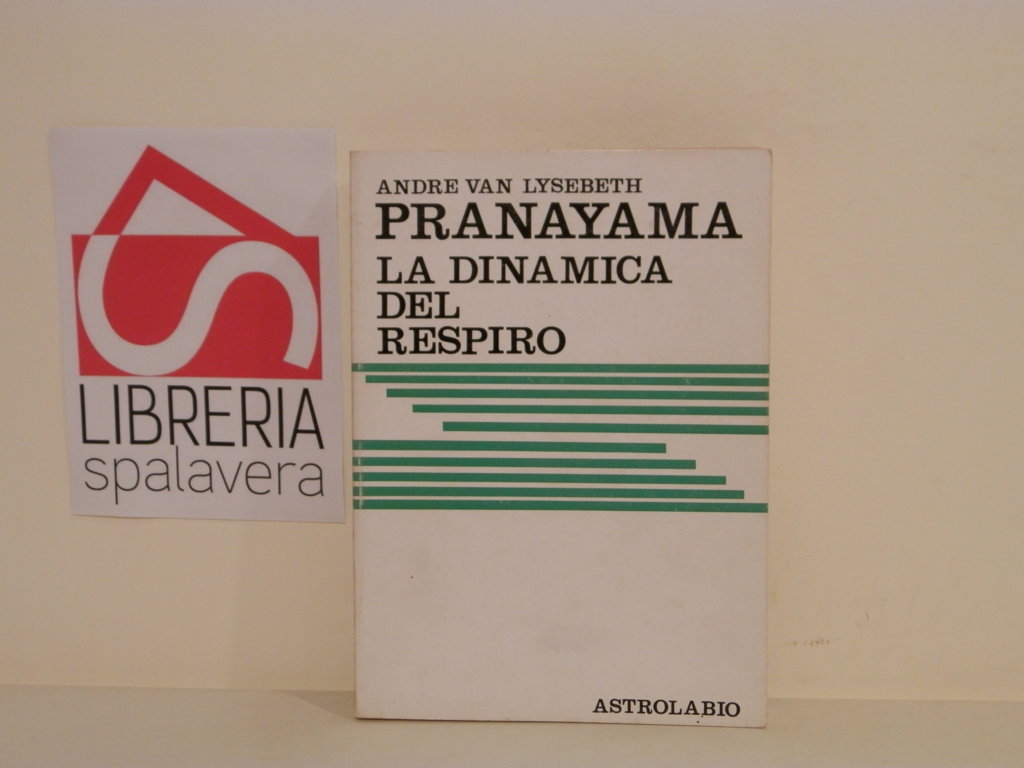 LIBRERIA
spalavera
ANDRE VAN LYSEBETH
PRANAYAMA
LA DINAMICA
DEL
RESPIRO
ASTROLABIO